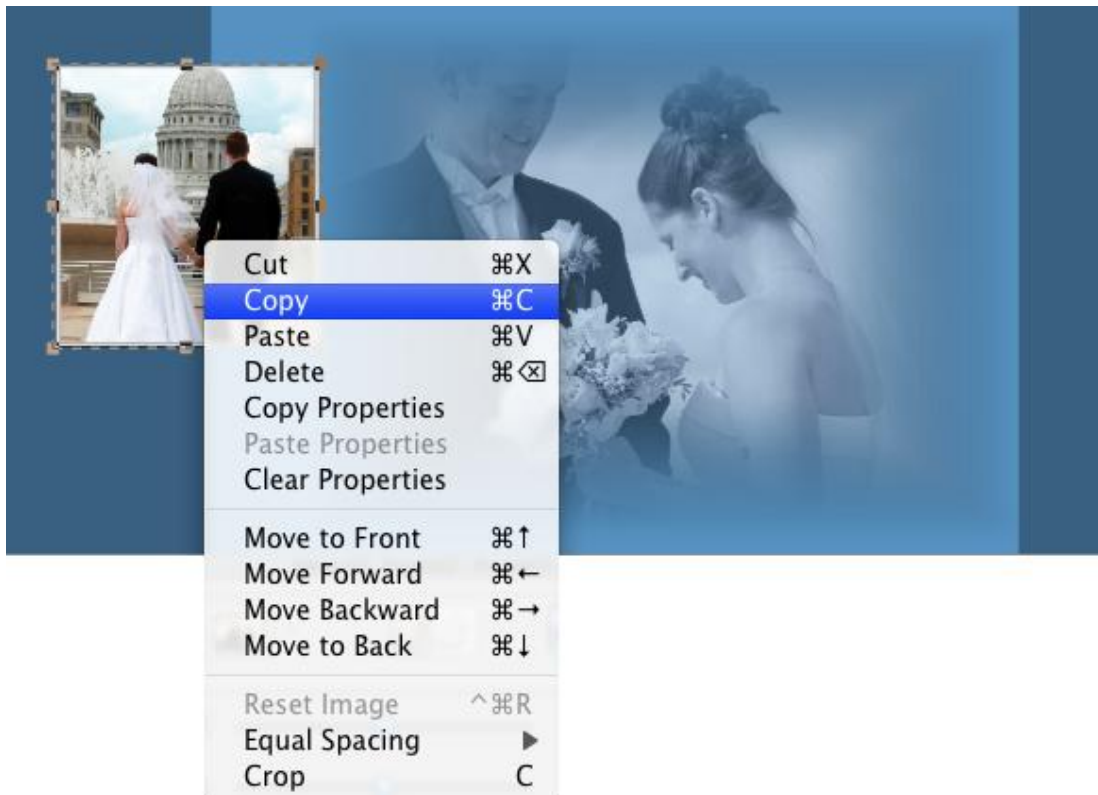 Cut ⌘X
Copy ⌘C
Paste ⌘V
Delete ⌘⌫
Copy Properties
Paste Properties
Clear Properties
Move to Front ⌘↑
Move Forward ⌘←
Move Backward ⌘→
Move to Back ⌘↓
Reset Image ^⌘R
Equal Spacing ▶
Crop C